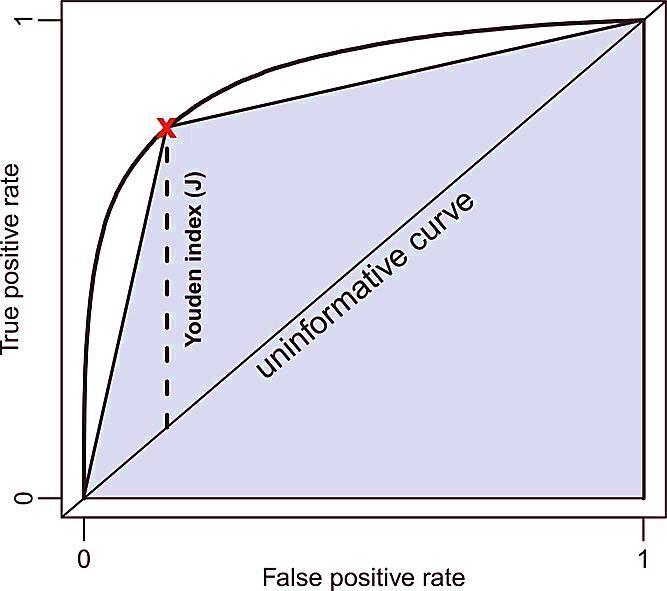 1
True positive rate
X
Youden index (J)
uninformative curve
0
0
1
False positive rate